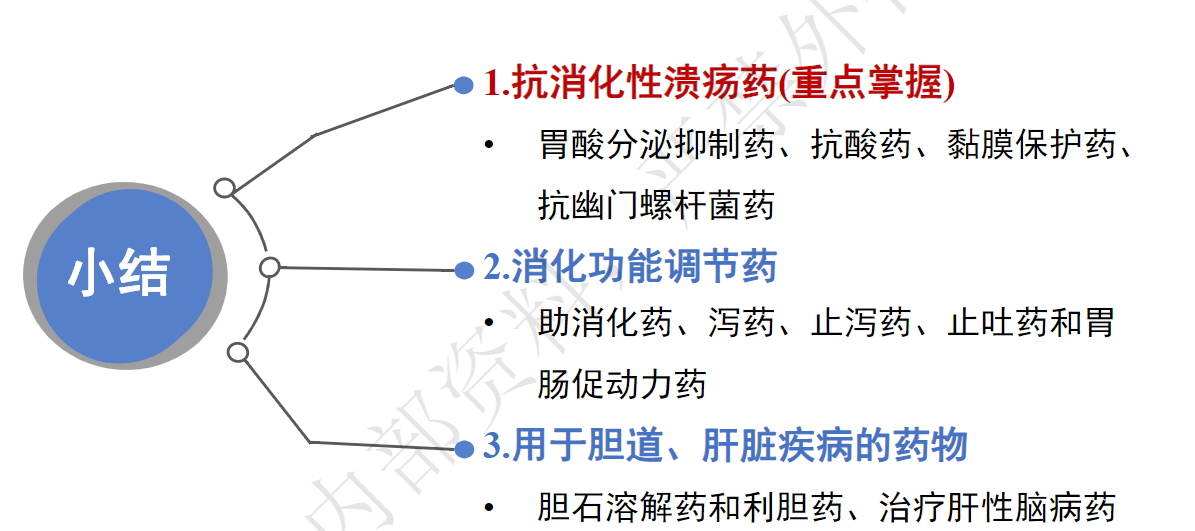 1.抗消化性溃疡药(重点掌握)
• 胃酸分泌抑制药、抗酸药、黏膜保护药、
抗幽门螺杆菌药
小结
2.消化功能调节药
• 助消化药、泻药、止泻药、止吐药和胃
肠促动力药
3.用于胆道、肝脏疾病的药物
• 胆石溶解药和利胆药、治疗肝性脑病药
内部资料，严禁外